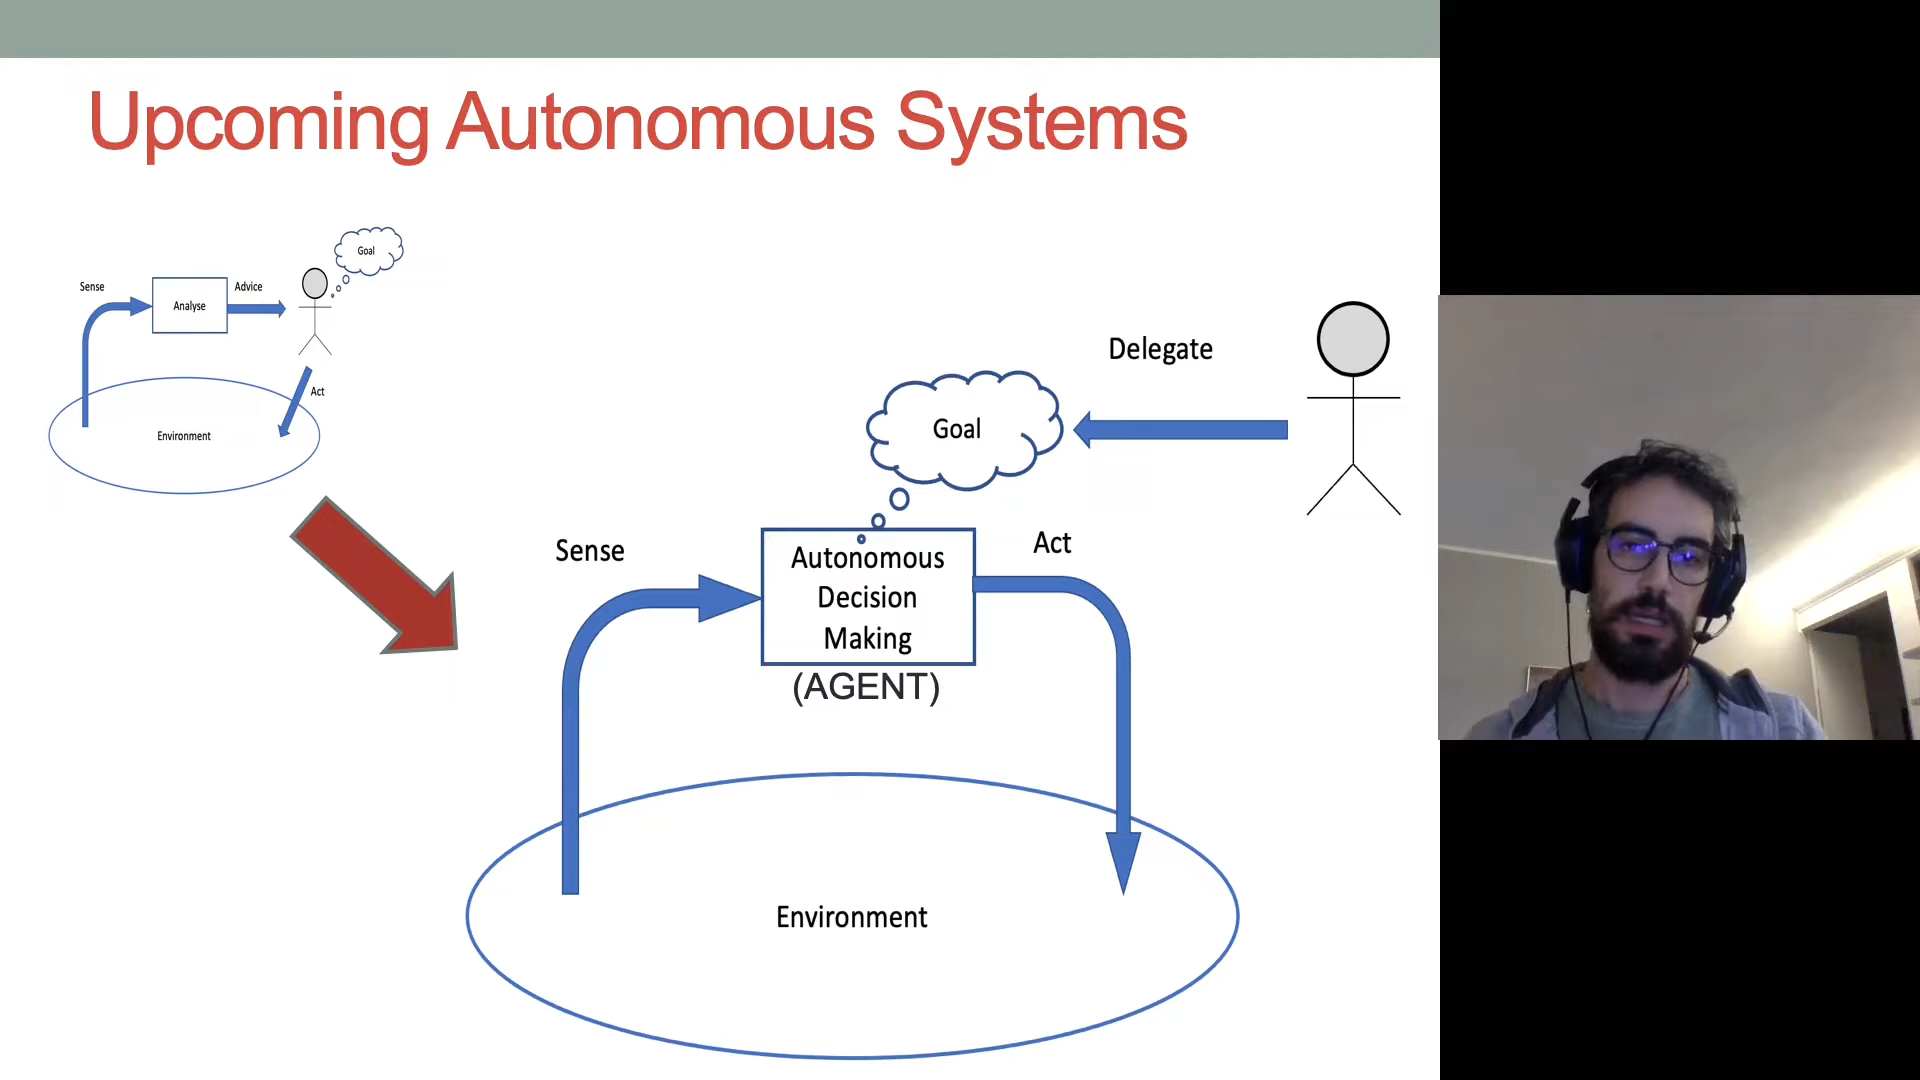 Upcoming Autonomous Systems
Goal
Sense
Analyse
Advice
Act
Environment
Delegate
Goal
Sense
Autonomous
Decision
Making
(AGENT)
Act
Environment